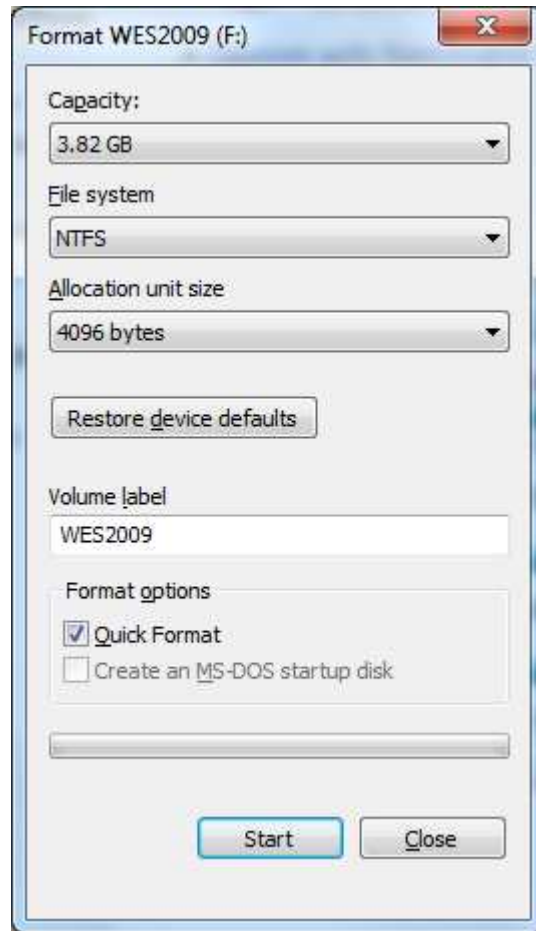 Format WES2009 (F:)
Capacity:
3.82 GB
File system
NTFS
Allocation unit size
4096 bytes
Restore device defaults
Volume label
WES2009
Format options
Quick Format
Create an MS-DOS startup disk
Start Close